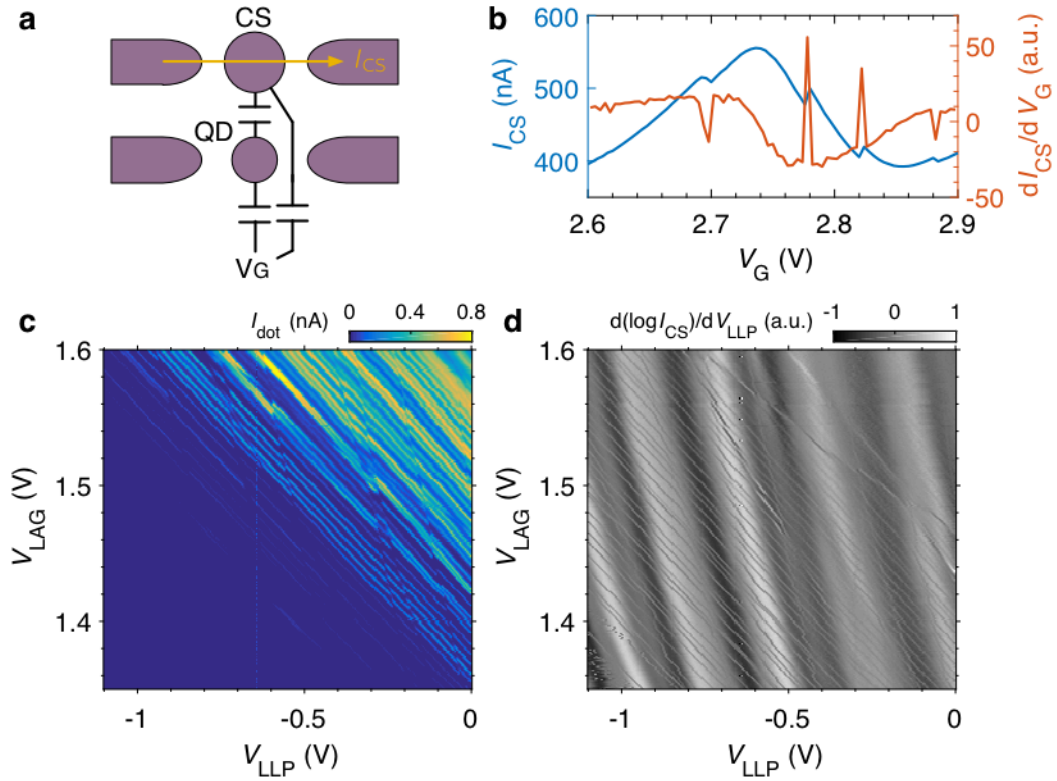 a
CS
I_CS
QD
VG
b
600
500
400
I_CS (nA)
50
0
-50
d I_CS/d V_G (a.u.)
2.6
2.7
2.8
2.9
V_G (V)
c
I_dot (nA)
0
0.4
0.8
1.6
1.5
1.4
V_LAG (V)
-1
-0.5
0
V_LLP (V)
d
d(log I_CS)/d V_LLP (a.u.)
-1
0
1
1.6
1.5
1.4
V_LAG (V)
-1
-0.5
0
V_LLP (V)